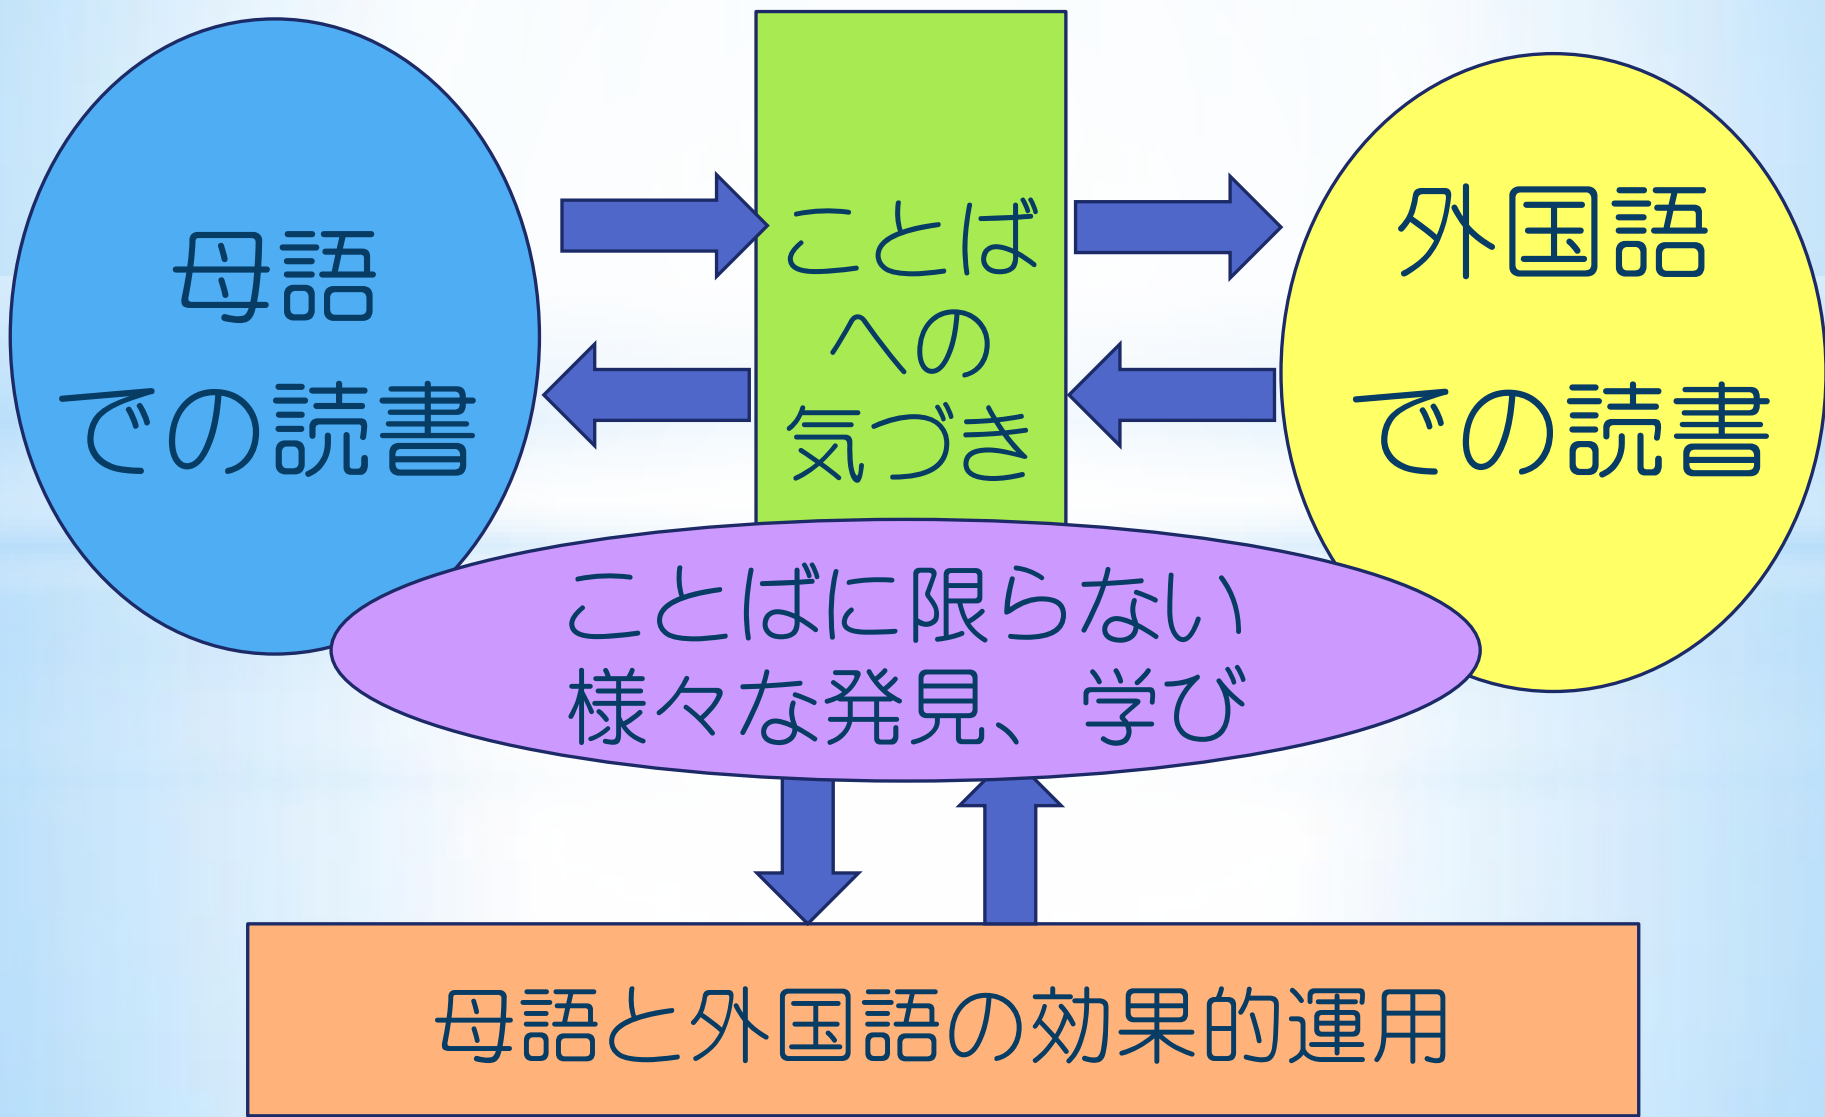 母語
での読書
ことば
への
気づき
外国語
での読書
ことばに限らない
様々な発見、学び
母語と外国語の効果的運用